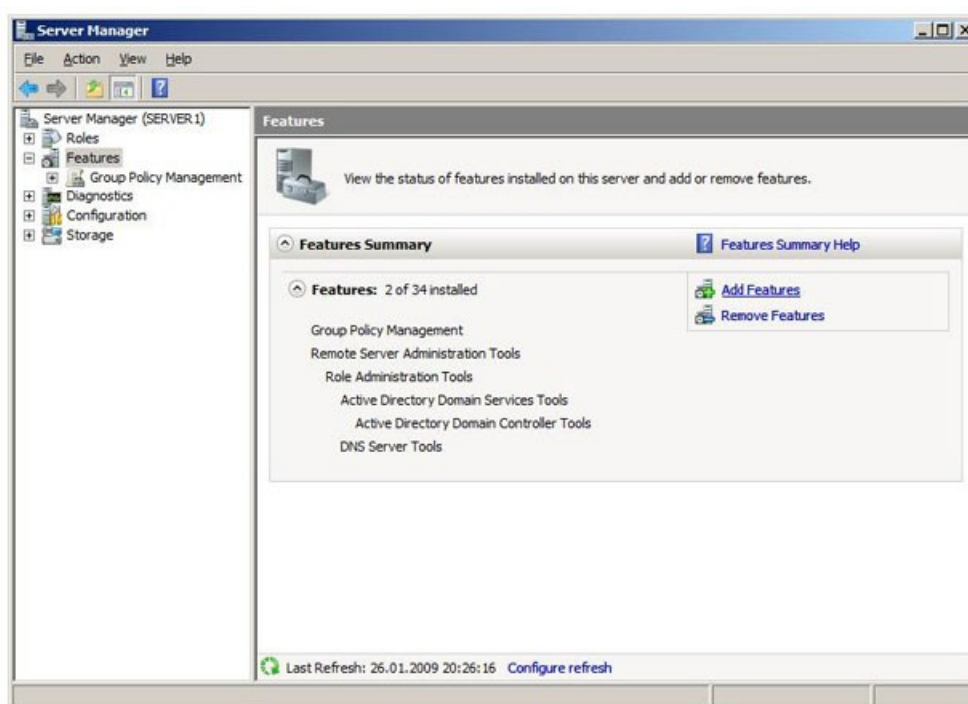 Server Manager
File Action View Help
Server Manager (SERVER1)
Roles
Features
Group Policy Management
Diagnostics
Configuration
Storage
Features
View the status of features installed on this server and add or remove features.
Features Summary
Features Summary Help
Features: 2 of 34 installed
Add Features
Remove Features
Group Policy Management
Remote Server Administration Tools
Role Administration Tools
Active Directory Domain Services Tools
Active Directory Domain Controller Tools
DNS Server Tools
Last Refresh: 26.01.2009 20:26:16 Configure refresh